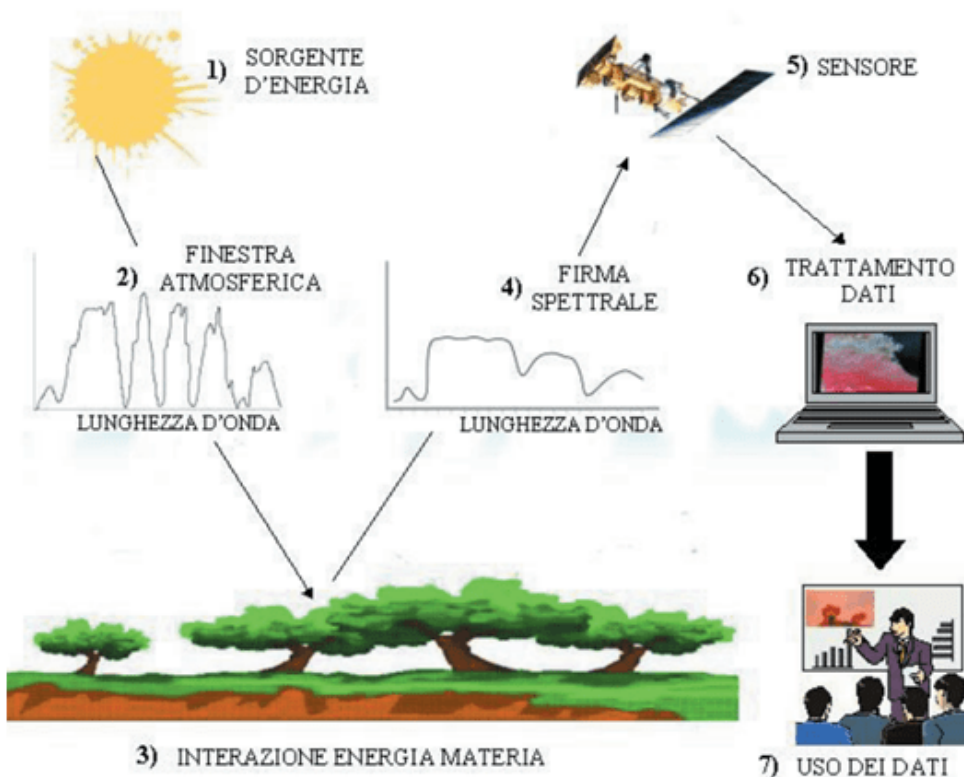 1) SORGENTE
D'ENERGIA
2) FINESTRA
ATMOSFERICA
LUNGHEZZA D'ONDA
3) INTERAZIONE ENERGIA MATERIA
4) FIRMA
SPETTRALE
LUNGHEZZA D'ONDA
5) SENSORE
6) TRATTAMENTO
DATI
7) USO DEI DATI